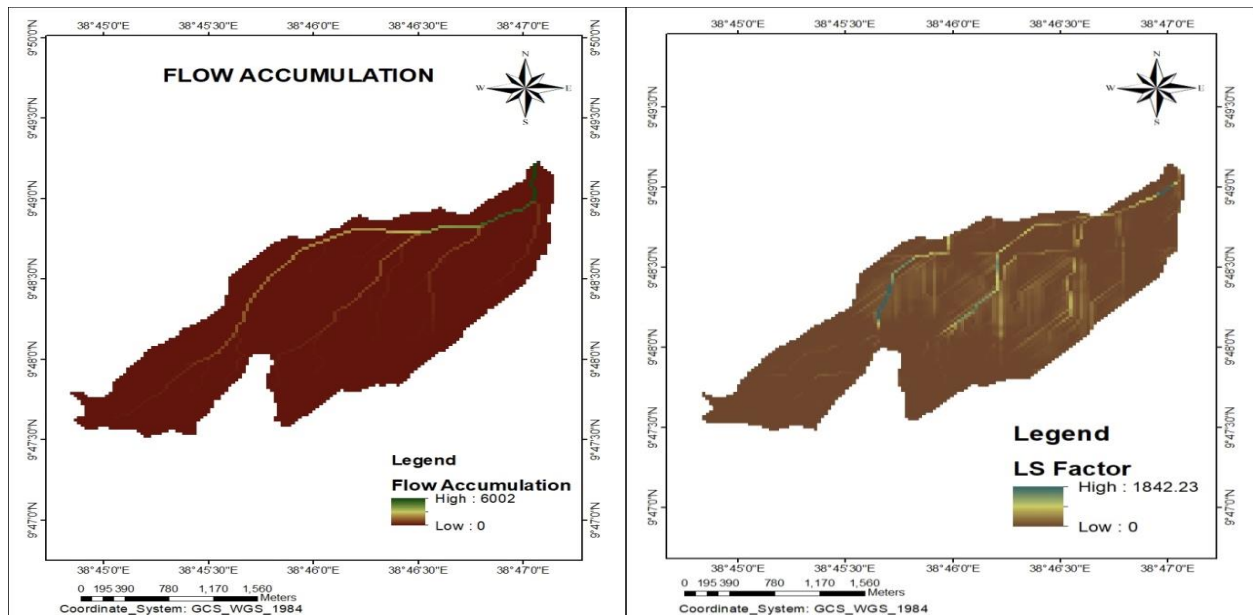 38°45'0"E 38°45'30"E 38°46'0"E 38°46'30"E 38°47'0"E
9°50'0"N 9°50'0"N
FLOW ACCUMULATION
N
W E
S
9°49'30"N 9°49'30"N
9°49'0"N 9°49'0"N
9°48'30"N 9°48'30"N
9°48'0"N 9°48'0"N
9°47'30"N 9°47'30"N
9°47'0"N 9°47'0"N
Legend
Flow Accumulation
High : 6002
Low : 0
38°45'0"E 38°45'30"E 38°46'0"E 38°46'30"E 38°47'0"E
0 195 390 780 1,170 1,560
Meters
Coordinate_System: GCS_WGS_1984
38°45'0"E 38°45'30"E 38°46'0"E 38°46'30"E 38°47'0"E
N
W E
S
9°49'30"N 9°49'30"N
9°49'0"N 9°49'0"N
9°48'30"N 9°48'30"N
9°48'0"N 9°48'0"N
9°47'30"N 9°47'30"N
9°47'0"N 9°47'0"N
Legend
LS Factor
High : 1842.23
Low : 0
38°45'0"E 38°45'30"E 38°46'0"E 38°46'30"E 38°47'0"E
0 195 390 780 1,170 1,560
Meters
Coordinate_System: GCS_WGS_1984